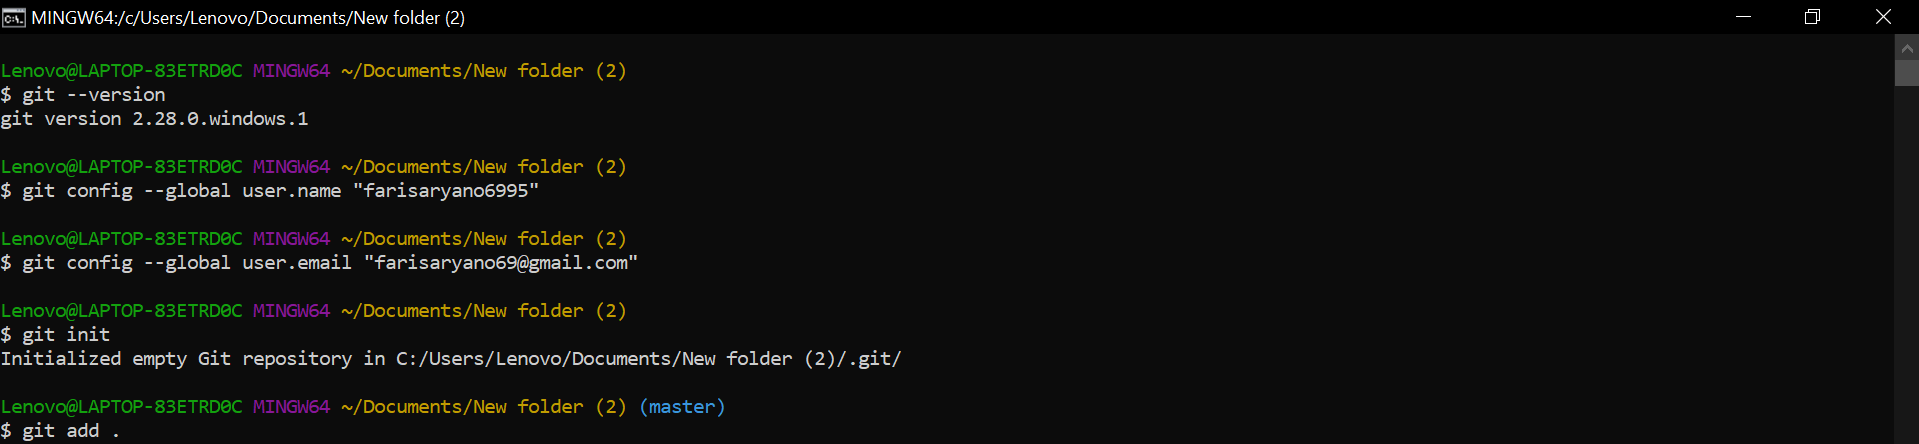 MINGW64:/c/Users/Lenovo/Documents/New folder (2)
Lenovo@LAPTOP-83ETRD0C MINGW64 ~/Documents/New folder (2)
$ git --version
git version 2.28.0.windows.1
Lenovo@LAPTOP-83ETRD0C MINGW64 ~/Documents/New folder (2)
$ git config --global user.name "farisaryano6995"
Lenovo@LAPTOP-83ETRD0C MINGW64 ~/Documents/New folder (2)
$ git config --global user.email "farisaryano69@gmail.com"
Lenovo@LAPTOP-83ETRD0C MINGW64 ~/Documents/New folder (2)
$ git init
Initialized empty Git repository in C:/Users/Lenovo/Documents/New folder (2)/.git/
Lenovo@LAPTOP-83ETRD0C MINGW64 ~/Documents/New folder (2) (master)
$ git add .